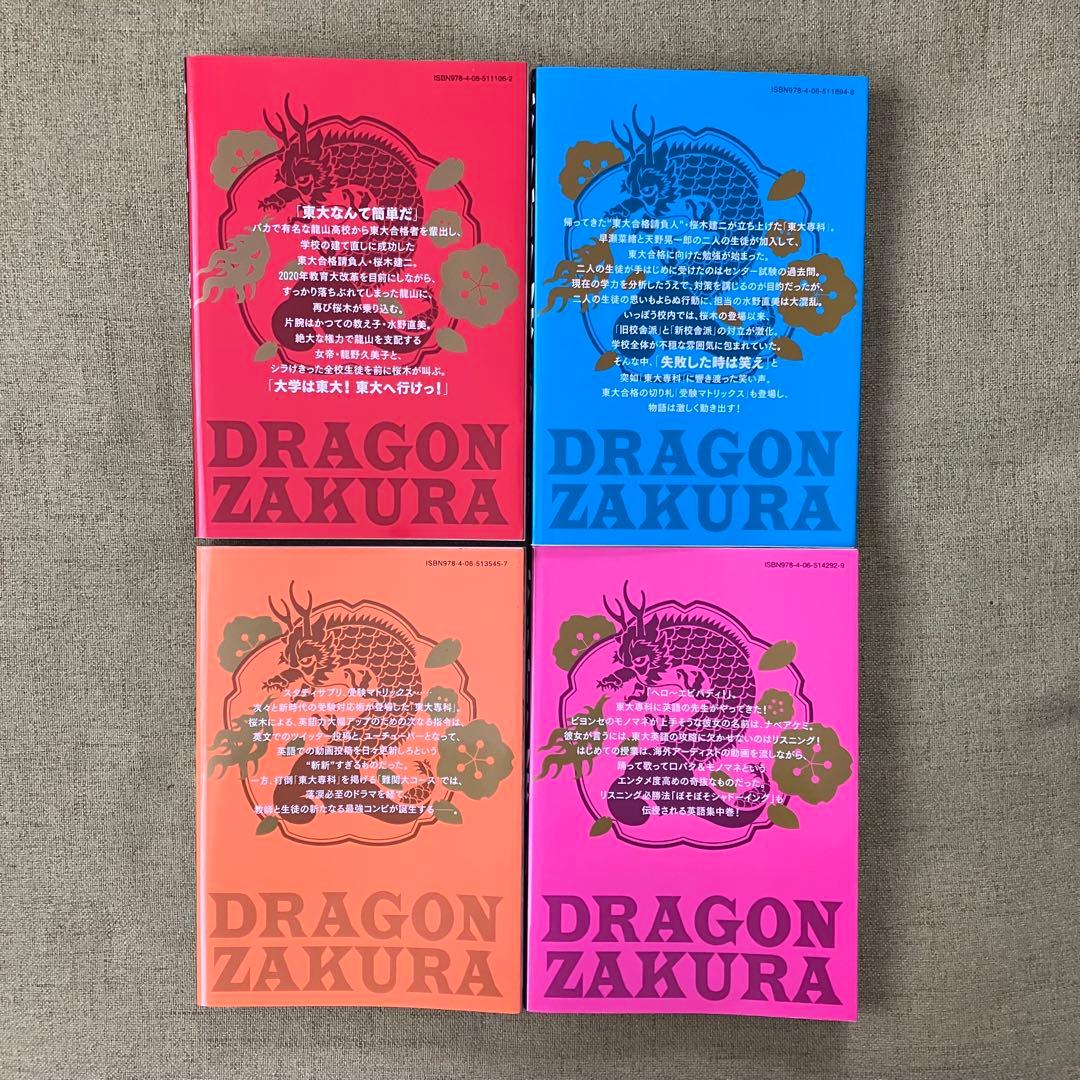 ISBN978-4-06-511106-2
「東大なんて簡単だ」
バカで有名な龍山高校から東大合格者を輩出し、
学校の建て直しに成功した
東大合格請負人・桜木建二。
2020年教育大改革を目前にしながら、
すっかり落ちぶれてしまった龍山に、
再び桜木が乗り込む。
片腕はかつての教え子・水野直美。
絶大な権力で龍山を支配する
女帝・龍野久美子と、
シラけきった全校生徒を前に桜木が叫ぶ。
「大学は東大！ 東大へ行けっ！」
DRAGON
ZAKURA
ISBN978-4-06-511894-8
帰ってきた“東大合格請負人”・桜木建二が立ち上げた「東大専科」。
早瀬菜緒と天野晃一郎の二人の生徒が加入して、
東大合格に向けた勉強が始まった。
二人の生徒が手はじめに受けたのはセンター試験の過去問。
現在の学力を分析したうえで、対策を講じるのが目的だったが、
二人の生徒の思いもよらぬ行動に、担当の水野直美は大混乱。
いっぽう校内では、桜木の登場以来、
「旧校舎派」と「新校舎派」の対立が激化。
学校全体が不穏な雰囲気に包まれていた。
そんな中、「失敗した時は笑え」と
突如「東大専科」に響き渡った笑い声。
東大合格の切り札「受験マトリックス」も登場し、
物語は激しく動き出す！
DRAGON
ZAKURA
ISBN978-4-06-513545-7
スタディサプリ、受験マトリックス……
次々と新時代の受験対応術が登場した「東大専科」。
桜木による、英語力大幅アップのための次なる指令は、
英文でのツイッター投稿と、ユーチューバーとなって、
英語での動画投稿を日々更新しろという
“斬新”すぎるものだった。
一方、打倒「東大専科」を掲げる「難関大コース」では、
落涙必至のドラマを経て、
教師と生徒の新たなる最強コンビが誕生する――。
DRAGON
ZAKURA
ISBN978-4-06-514292-9
「ヘロ～エビバディ！」。
東大専科に英語の先生がやってきた！
ビヨンセのモノマネが上手そうな彼女の名前は、ナベアケミ。
彼女が言うには、東大英語の攻略に欠かせないのはリスニング！
はじめての授業は、海外アーティストの動画を流しながら、
踊って歌って口パク＆モノマネという
エンタメ度高めの奇抜なものだった。
リスニング必勝法「ぼそぼそシャドーイング」も
伝授される英語集中巻！
DRAGON
ZAKURA